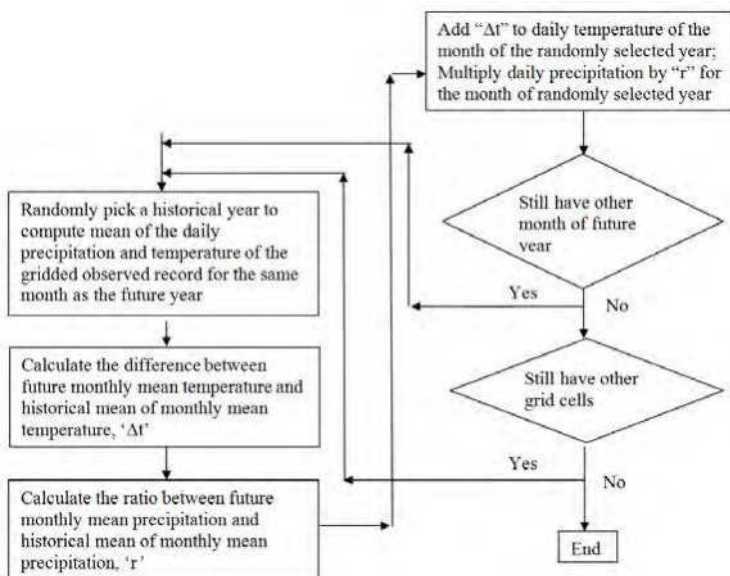 Add “Δt” to daily temperature of the
month of the randomly selected year;
Multiply daily precipitation by “r” for
the month of randomly selected year
Randomly pick a historical year to
compute mean of the daily
precipitation and temperature of the
gridded observed record for the same
month as the future year
Calculate the difference between
future monthly mean temperature and
historical mean of monthly mean
temperature, ‘Δt’
Calculate the ratio between future
monthly mean precipitation and
historical mean of monthly mean
precipitation, ‘r’
Still have other
month of future
year
Yes
No
Still have other
grid cells
Yes
No
End